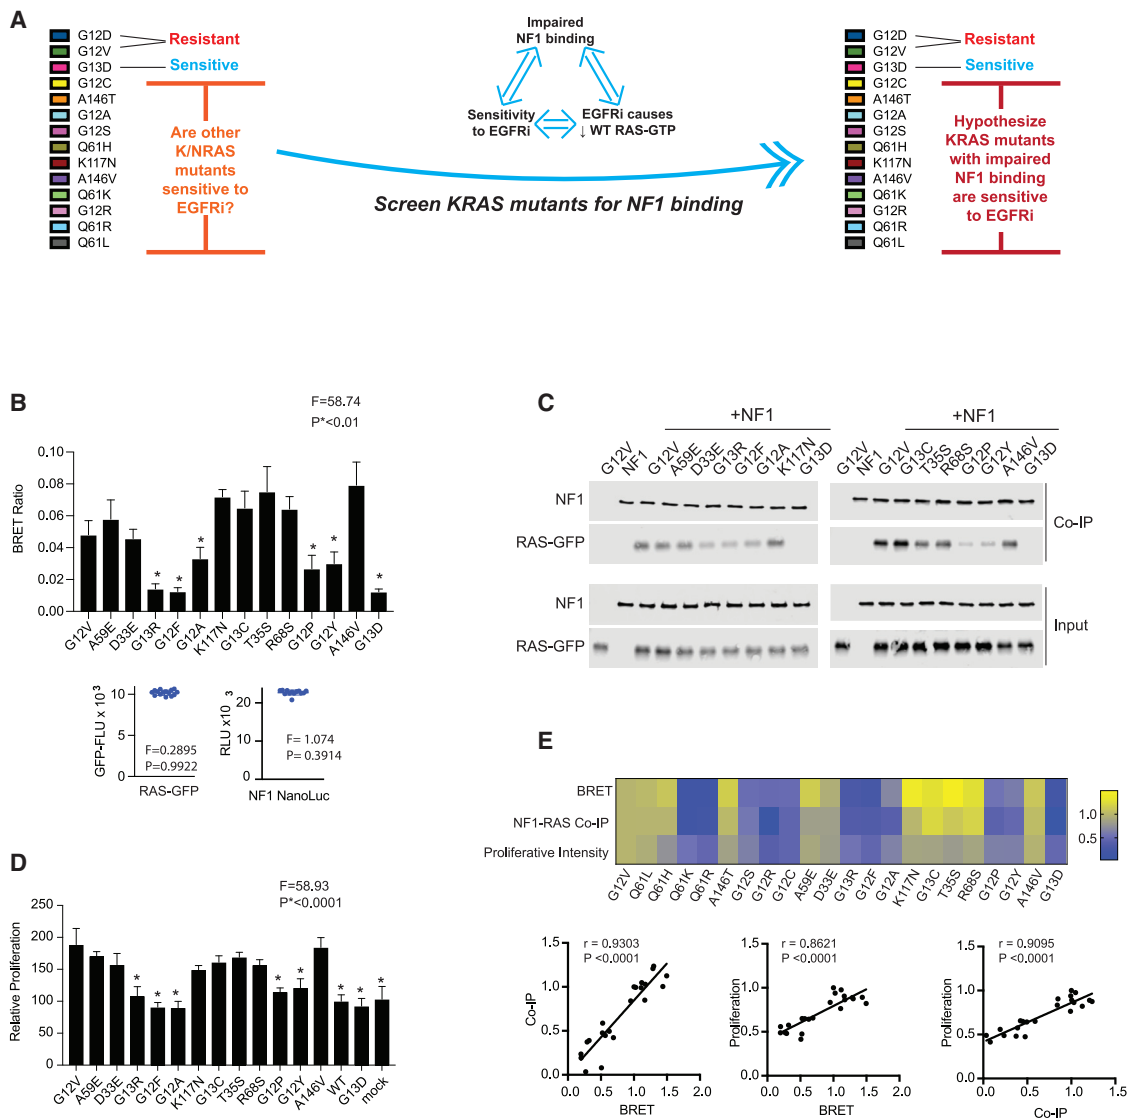 A
G12D
G12V
G13D
G12C
A146T
G12A
G12S
Q61H
K117N
A146V
Q61K
G12R
Q61R
Q61L
Resistant
Sensitive
Are other
K/NRAS
mutants
sensitive to
EGFRi?
Impaired
NF1 binding
Sensitivity
to EGFRi
EGFRi causes
↓ WT RAS-GTP
Screen KRAS mutants for NF1 binding
G12D
G12V
G13D
G12C
A146T
G12A
G12S
Q61H
K117N
A146V
Q61K
G12R
Q61R
Q61L
Resistant
Sensitive
Hypothesize
KRAS mutants
with impaired
NF1 binding
are sensitive
to EGFRi
B
F=58.74
P*<0.01
BRET Ratio
0.10
0.08
0.06
0.04
0.02
0.00
* * * * * *
G12V A59E D33E G13R G12F G12A K117N G13C T35S R68S G12P G12Y A146V G13D
GFP-FLU x 10³
10
5
0
F=0.2895
P=0.9922
RAS-GFP
RLU x10 3
20
10
0
F= 1.074
P= 0.3914
NF1 NanoLuc
C
+NF1
G12V NF1 G12V A59E D33E G13R G12F G12A K117N G13D
+NF1
G12V NF1 G12V G13C T35S R68S G12P G12Y A146V G13D
NF1
RAS-GFP
Co-IP
NF1
RAS-GFP
Input
D
F=58.93
P*<0.0001
Relative Proliferation
250
200
150
100
50
0
* * * * * * * *
G12V A59E D33E G13R G12F G12A K117N G13C T35S R68S G12P G12Y A146V WT G13D mock
E
BRET
NF1-RAS Co-IP
Proliferative Intensity
1.0
0.5
G12V Q61L Q61H Q61K Q61R A146T G12S G12R G12C A59E D33E G13R G12F G12A K117N G13C T35S R68S G12P G12Y A146V G13D
r = 0.9303
P <0.0001
Co-IP
1.5
1.0
0.5
0.0
0.0 0.5 1.0 1.5 2.0
BRET
r = 0.8621
P <0.0001
Proliferation
1.5
1.0
0.5
0.0
0.0 0.5 1.0 1.5 2.0
BRET
r = 0.9095
P <0.0001
Proliferation
1.5
1.0
0.5
0.0
0.0 0.5 1.0 1.5
Co-IP